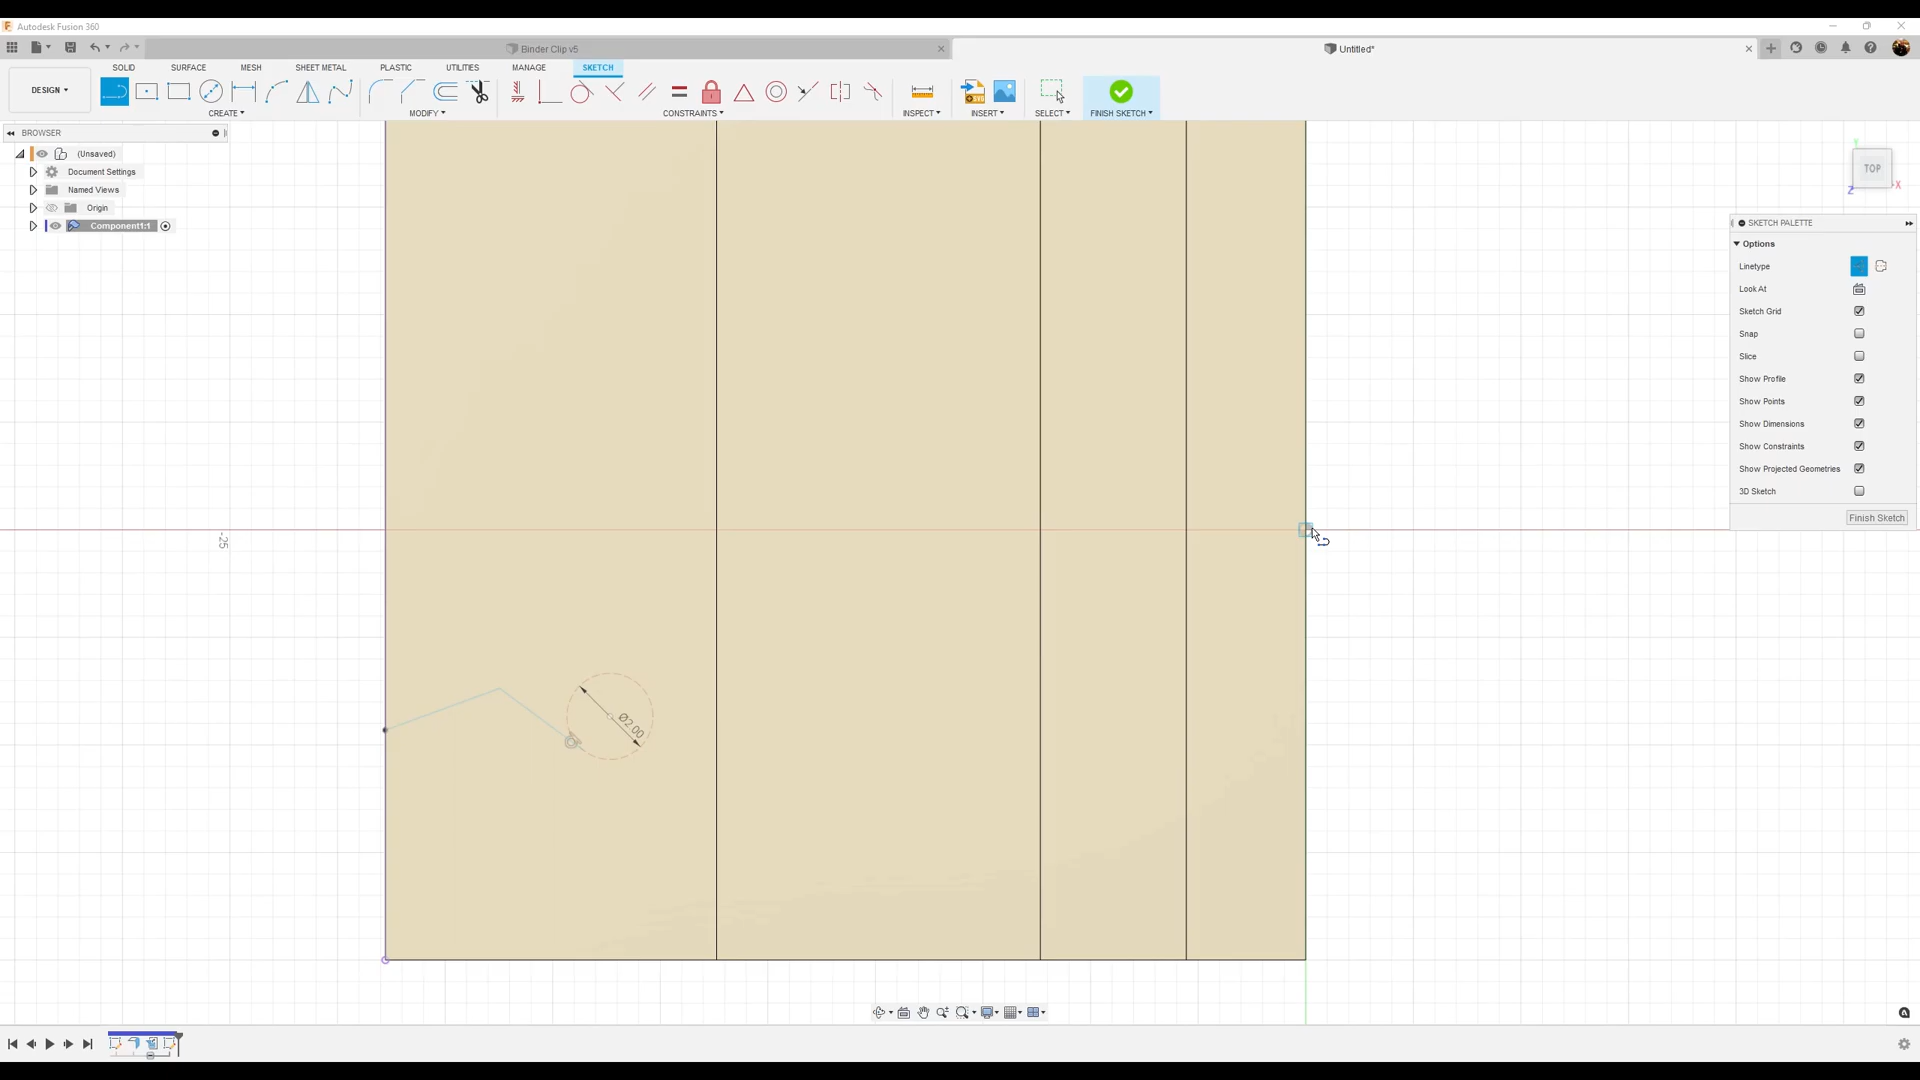 Autodesk Fusion 360
Binder Clip v5
Untitled*
DESIGN
SOLID
SURFACE
MESH
SHEET METAL
PLASTIC
UTILITIES
MANAGE
SKETCH
CREATE
MODIFY
CONSTRAINTS
INSPECT
INSERT
SELECT
FINISH SKETCH
BROWSER
(Unsaved)
Document Settings
Named Views
Origin
Component1:1
TOP
Z
X
SKETCH PALETTE
Options
Linetype
Look At
Sketch Grid
Snap
Slice
Show Profile
Show Points
Show Dimensions
Show Constraints
Show Projected Geometries
3D Sketch
Finish Sketch
-25
Ø2.00